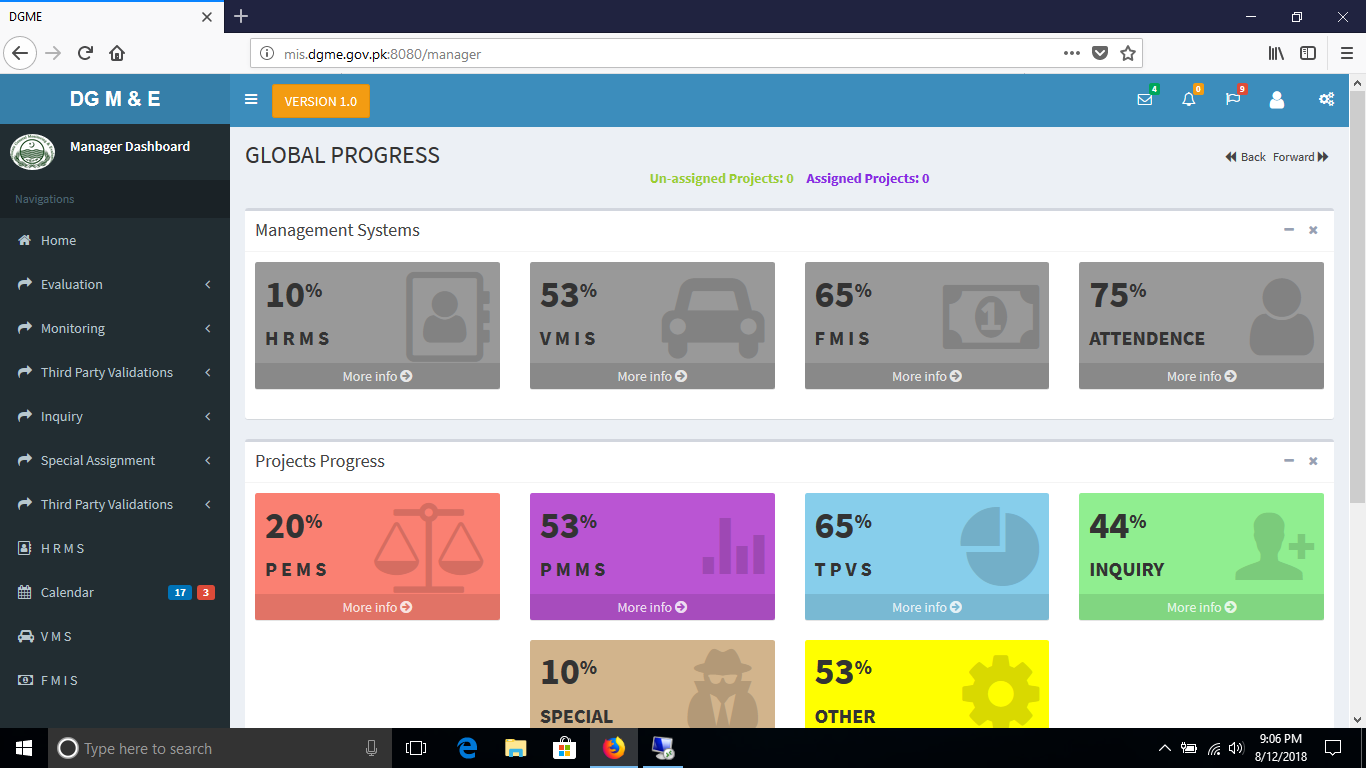 DGME
mis.dgme.gov.pk:8080/manager
DG M & E
VERSION 1.0
4
0
9
Manager Dashboard
Navigations
Home
Evaluation
Monitoring
Third Party Validations
Inquiry
Special Assignment
Third Party Validations
H R M S
Calendar 17 3
V M S
F M I S
GLOBAL PROGRESS
Back Forward
Un-assigned Projects: 0 Assigned Projects: 0
Management Systems
10%
H R M S
More info
53%
V M I S
More info
65%
F M I S
More info
75%
ATTENDENCE
More info
Projects Progress
20%
P E M S
More info
53%
P M M S
More info
65%
T P V S
More info
44%
INQUIRY
More info
10%
SPECIAL
53%
OTHER
Type here to search
9:06 PM
8/12/2018